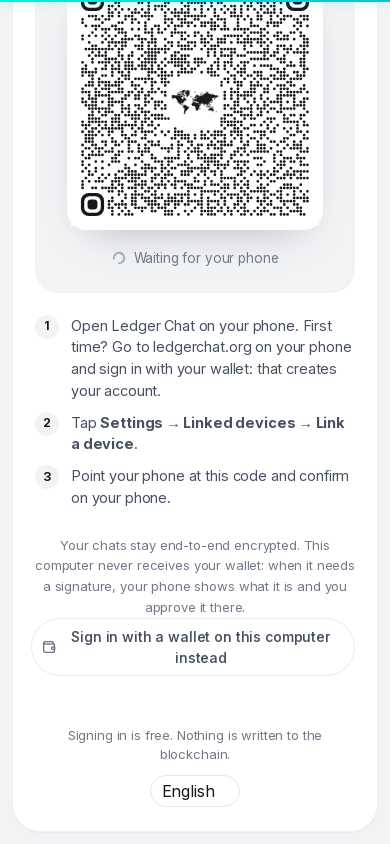 Waiting for your phone
1
Open Ledger Chat on your phone. First
time? Go to ledgerchat.org on your phone
and sign in with your wallet: that creates
your account.
2
Tap Settings → Linked devices → Link
a device.
3
Point your phone at this code and confirm
on your phone.
Your chats stay end-to-end encrypted. This
computer never receives your wallet: when it needs
a signature, your phone shows what it is and you
approve it there.
Sign in with a wallet on this computer
instead
Signing in is free. Nothing is written to the
blockchain.
English